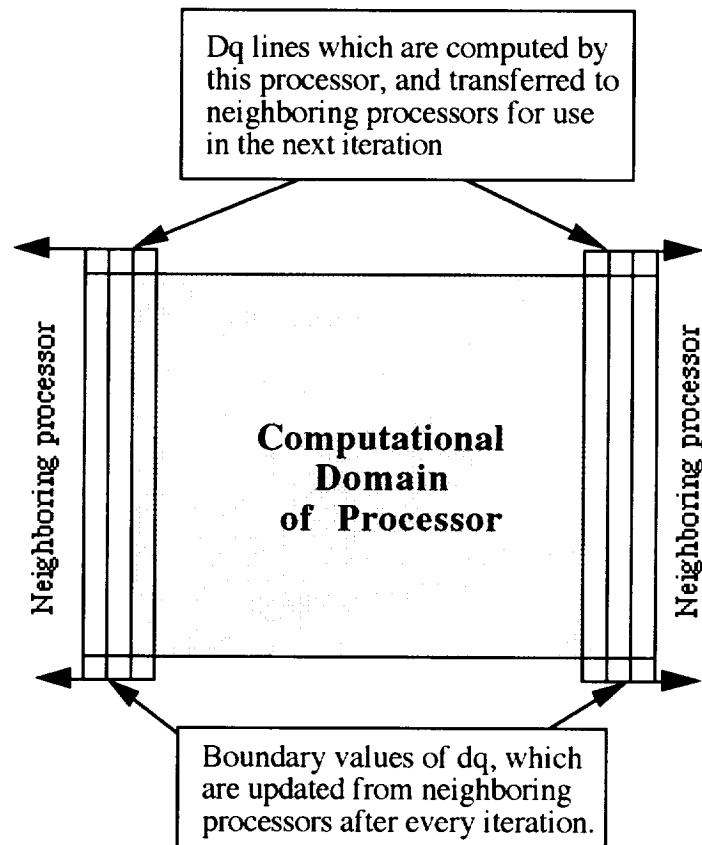 Dq lines which are computed by
this processor, and transferred to
neighboring processors for use
in the next iteration
Neighboring processor
Computational
Domain
of Processor
Neighboring processor
Boundary values of dq, which
are updated from neighboring
processors after every iteration.